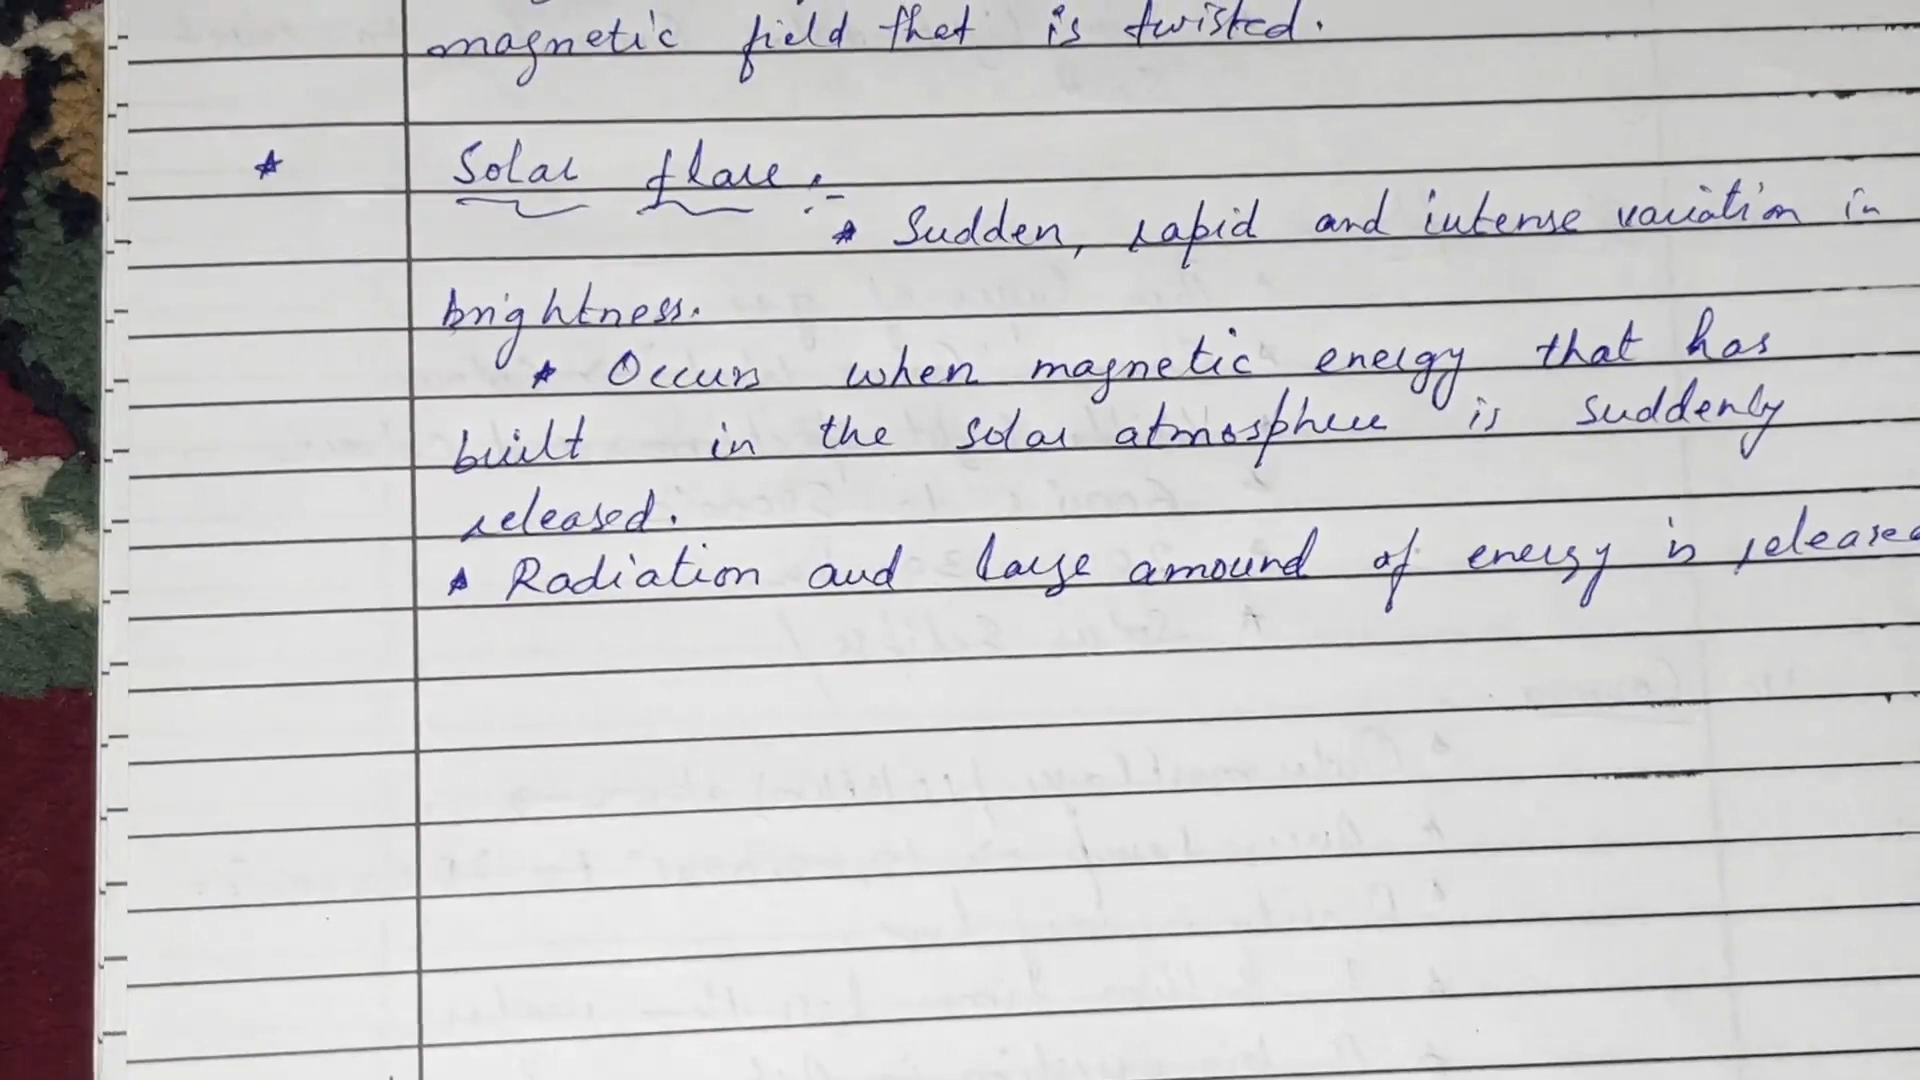 magnetic field that is twisted.
* Solar flare :-
* Sudden, rapid and intense variation in
brightness.
* Occurs when magnetic energy that has
built in the solar atmosphere is suddenly
released.
* Radiation and large amound of energy is released